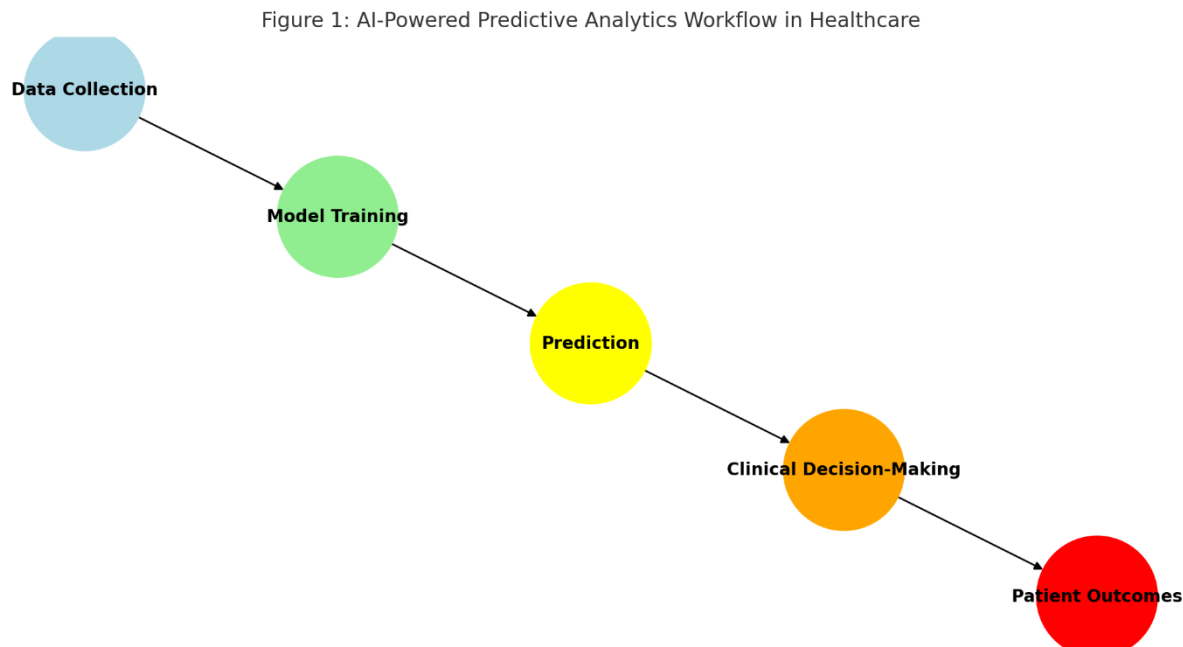 Figure 1: AI-Powered Predictive Analytics Workflow in Healthcare
Data Collection
Model Training
Prediction
Clinical Decision-Making
Patient Outcomes